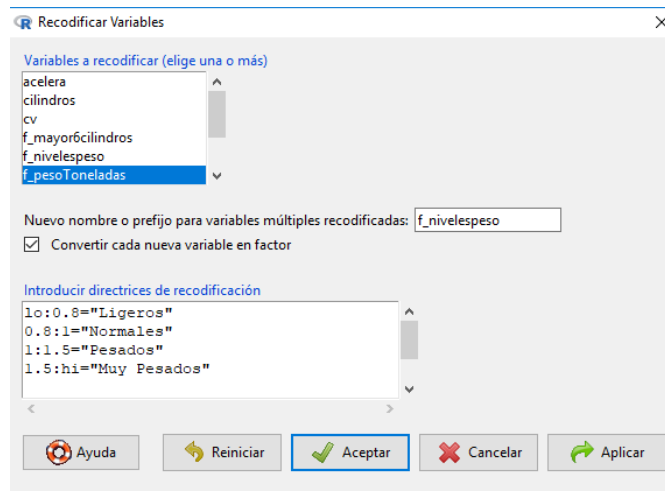 Recodificar Variables
Variables a recodificar (elige una o más)
acelera
cilindros
cv
f_mayor6cilindros
f_nivelespeso
f_pesoToneladas
Nuevo nombre o prefijo para variables múltiples recodificadas: f_nivelespeso
Convertir cada nueva variable en factor
Introducir directrices de recodificación
lo:0.8="Ligeros"
0.8:1="Normales"
1:1.5="Pesados"
1.5:hi="Muy Pesados"
Ayuda Reiniciar Aceptar Cancelar Aplicar